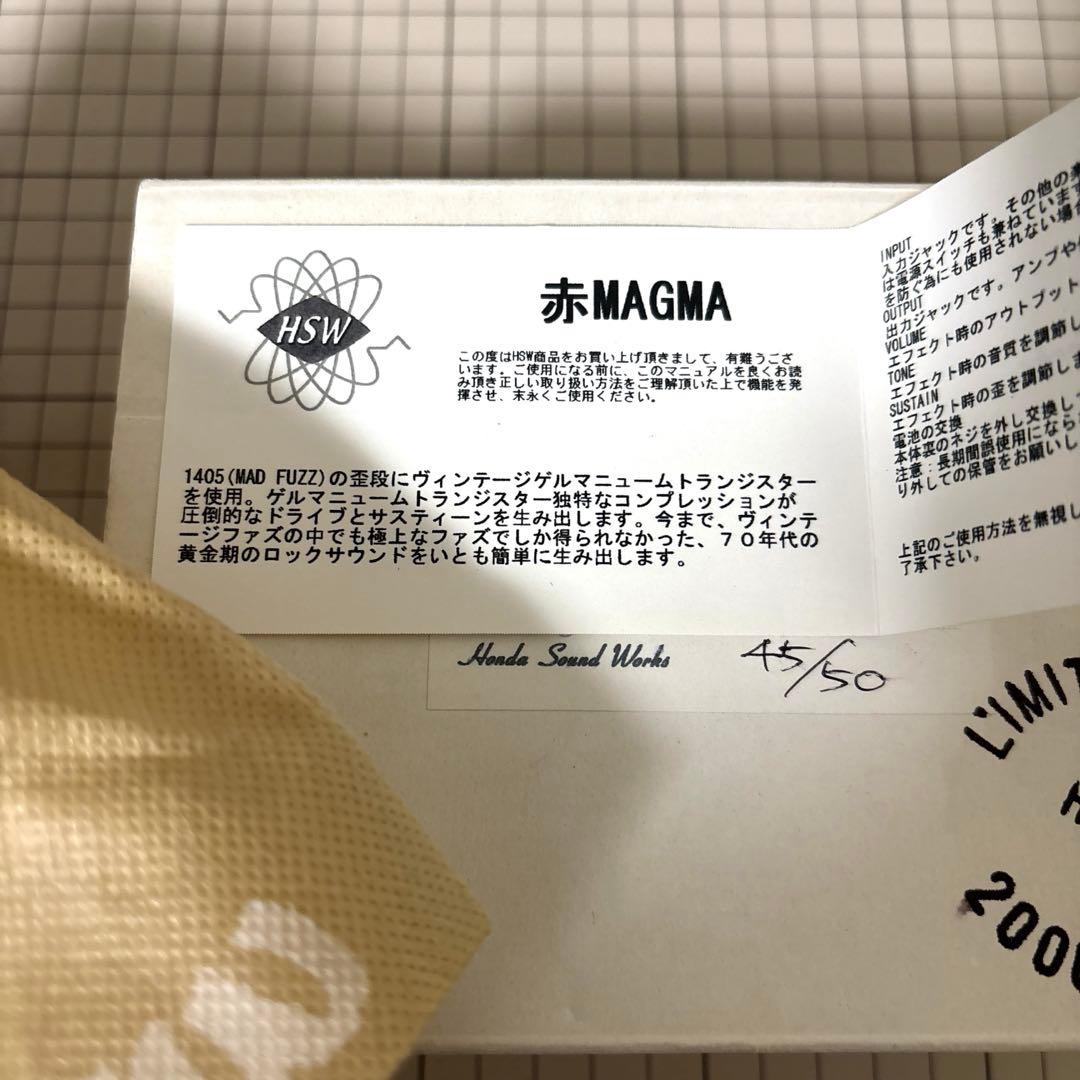 HSW
赤MAGMA
この度はHSW商品をお買い上げ頂きまして、有難うござ
います。ご使用になる前に、このマニュアルを良くお読
み頂き正しい取り扱い方法をご理解頂いた上で機能を発
揮させ、末永くご使用ください。
1405(MAD FUZZ)の歪段にヴィンテージゲルマニュームトランジスター
を使用。ゲルマニュームトランジスター独特なコンプレッションが
圧倒的なドライブとサスティーンを生み出します。今まで、ヴィンテ
ージファズの中でも極上なファズでしか得られなかった、70年代の
黄金期のロックサウンドをいとも簡単に生み出します。
INPUT
入力ジャックです。その他の
は電源スイッチも兼ねています
を防ぐ為にも使用されない場
OUTPUT
出力ジャックです。アンプや
VOLUME
エフェクト時のアウトプット
TONE
エフェクト時の音質を調節し
SUSTAIN
エフェクト時の歪を調節しま
電池の交換
本体裏のネジを外し交換して
注意：長期間誤使用になら
り外しての保管をお願いし
上記のご使用方法を無視し
了承下さい。
Honda Sound Works
45/50
LIMIT
200